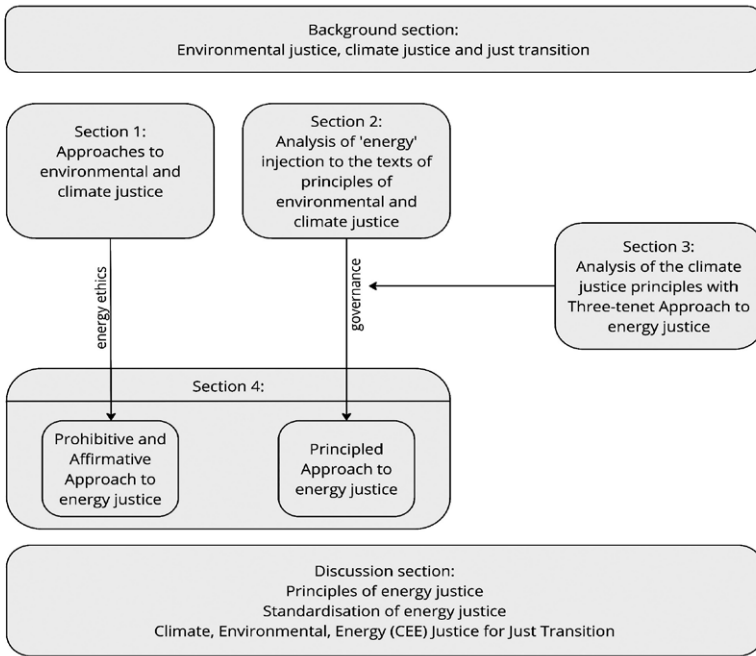 Background section:
Environmental justice, climate justice and just transition
Section 1:
Approaches to
environmental and
climate justice
Section 2:
Analysis of 'energy'
injection to the texts of
principles of
environmental and
climate justice
Section 3:
Analysis of the climate
justice principles with
Three-tenet Approach to
energy justice
energy ethics
governance
Section 4:
Prohibitive and
Affirmative
Approach to
energy justice
Principled
Approach to
energy justice
Discussion section:
Principles of energy justice
Standardisation of energy justice
Climate, Environmental, Energy (CEE) Justice for Just Transition